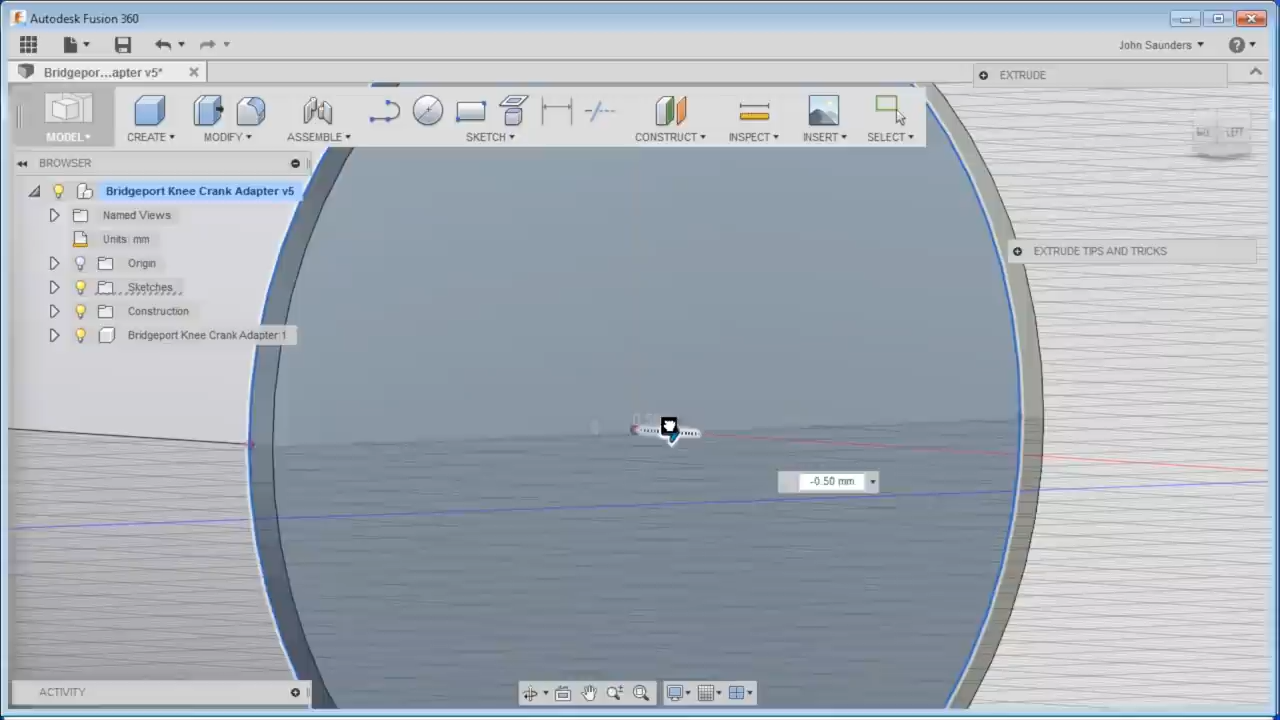 Autodesk Fusion 360
John Saunders
Bridgepor...apter v5*
EXTRUDE
MODEL
CREATE
MODIFY
ASSEMBLE
SKETCH
CONSTRUCT
INSPECT
INSERT
SELECT
LEFT
BROWSER
Bridgeport Knee Crank Adapter v5
Named Views
Units: mm
Origin
EXTRUDE TIPS AND TRICKS
Sketches
Construction
Bridgeport Knee Crank Adapter 1
-0.50 mm
ACTIVITY